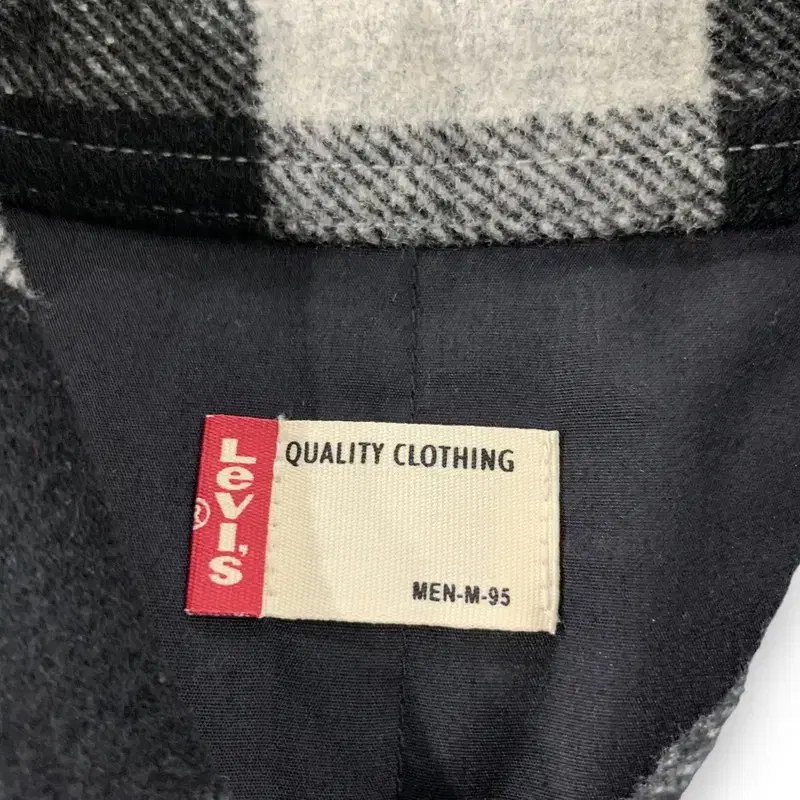 Levi's
®
QUALITY CLOTHING
MEN-M-95